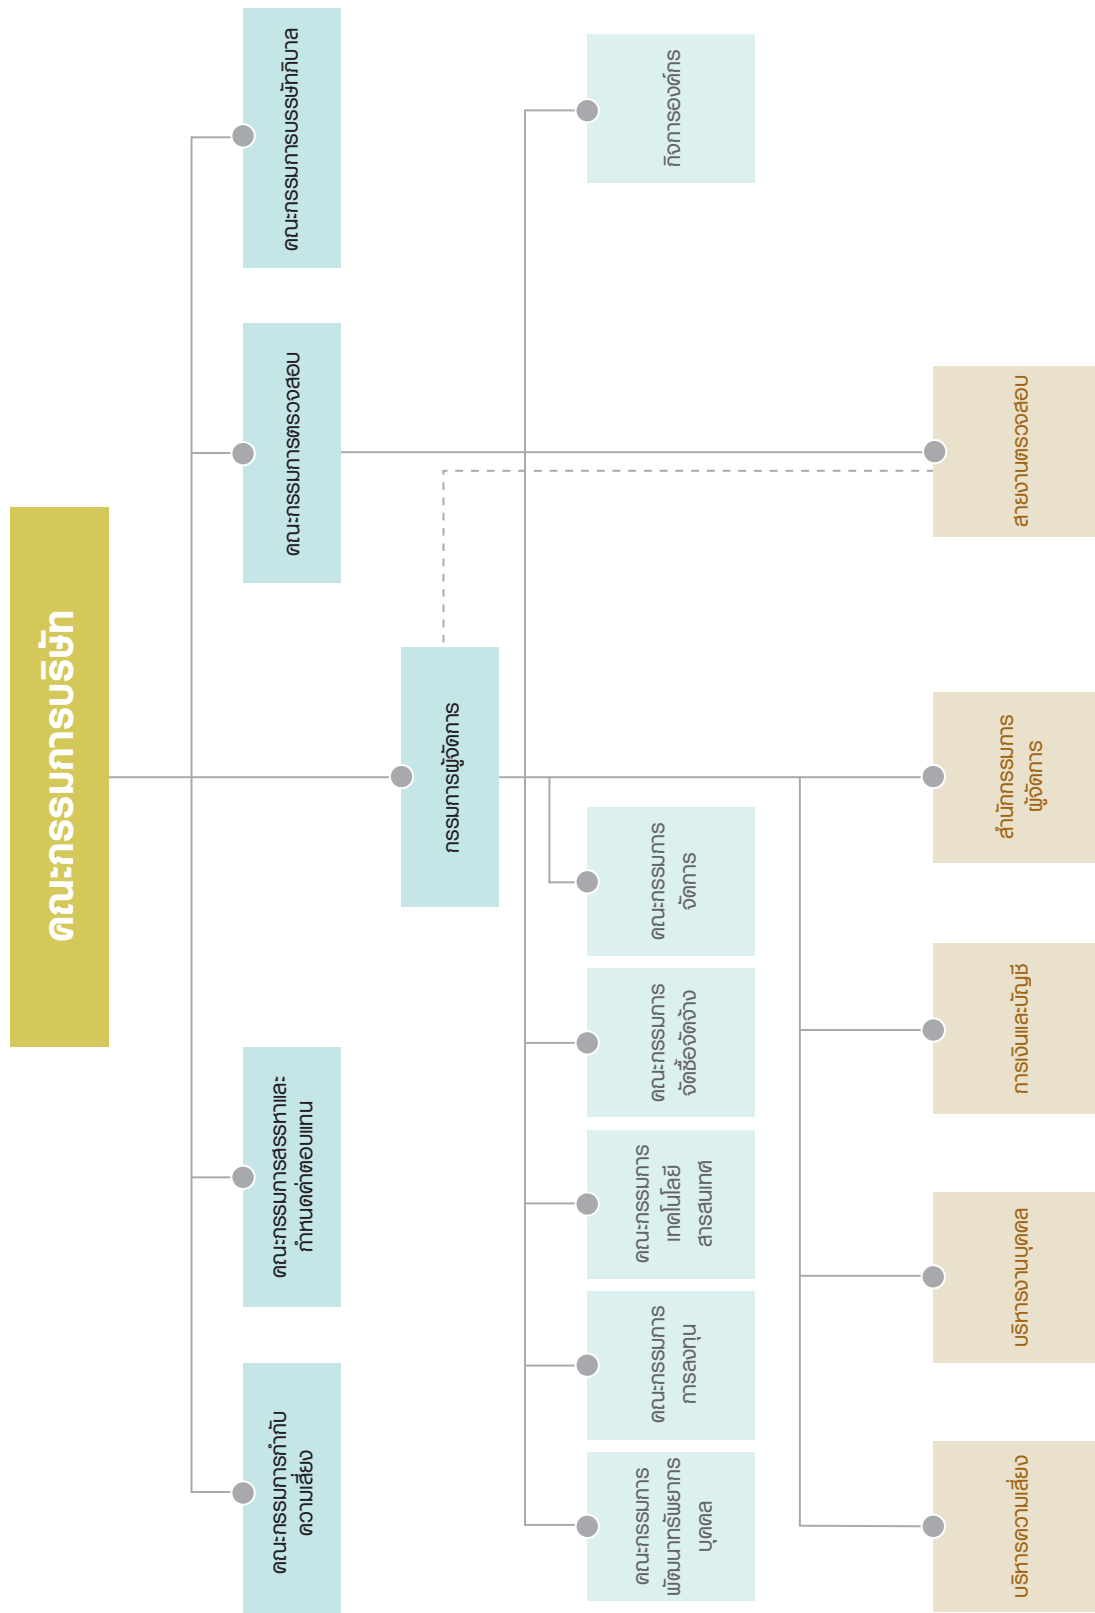 คณะกรรมการบริษัท
คณะกรรมการกำกับ
ความเสี่ยง
คณะกรรมการสรรหาและ
กำหนดค่าตอบแทน
คณะกรรมการตรวจสอบ
คณะกรรมการบรรษัทภิบาล
กรรมการผู้จัดการ
คณะกรรมการ
พัฒนาทรัพยากร
บุคคล
คณะกรรมการ
การลงทุน
คณะกรรมการ
เทคโนโลยี
สารสนเทศ
คณะกรรมการ
จัดซื้อจัดจ้าง
คณะกรรมการ
จัดการ
กิจการองค์กร
บริหารความเสี่ยง
บริหารงานบุคคล
การเงินและบัญชี
สำนักกรรมการ
ผู้จัดการ
สายงานตรวจสอบ